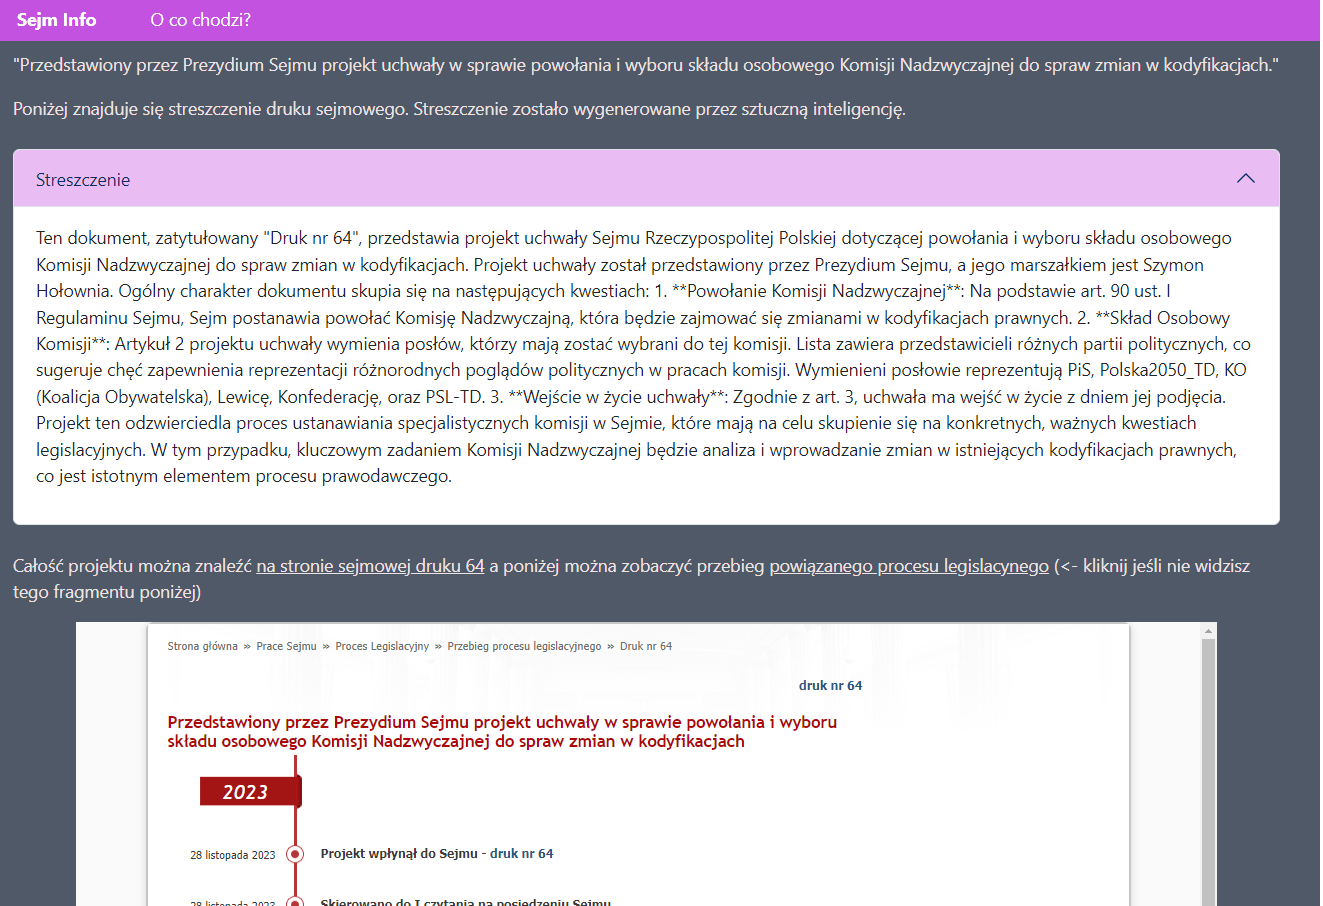 Sejm Info O co chodzi?
"Przedstawiony przez Prezydium Sejmu projekt uchwały w sprawie powołania i wyboru składu osobowego Komisji Nadzwyczajnej do spraw zmian w kodyfikacjach."
Poniżej znajduje się streszczenie druku sejmowego. Streszczenie zostało wygenerowane przez sztuczną inteligencję.
Streszczenie
Ten dokument, zatytułowany "Druk nr 64", przedstawia projekt uchwały Sejmu Rzeczypospolitej Polskiej dotyczącej powołania i wyboru składu osobowego
Komisji Nadzwyczajnej do spraw zmian w kodyfikacjach. Projekt uchwały został przedstawiony przez Prezydium Sejmu, a jego marszałkiem jest Szymon
Hołownia. Ogólny charakter dokumentu skupia się na następujących kwestiach: 1. **Powołanie Komisji Nadzwyczajnej**: Na podstawie art. 90 ust. I
Regulaminu Sejmu, Sejm postanawia powołać Komisję Nadzwyczajną, która będzie zajmować się zmianami w kodyfikacjach prawnych. 2. **Skład Osobowy
Komisji**: Artykuł 2 projektu uchwały wymienia posłów, którzy mają zostać wybrani do tej komisji. Lista zawiera przedstawicieli różnych partii politycznych, co
sugeruje chęć zapewnienia reprezentacji różnorodnych poglądów politycznych w pracach komisji. Wymienieni posłowie reprezentują PiS, Polska2050_TD, KO
(Koalicja Obywatelska), Lewicę, Konfederację, oraz PSL-TD. 3. **Wejście w życie uchwały**: Zgodnie z art. 3, uchwała ma wejść w życie z dniem jej podjęcia.
Projekt ten odzwierciedla proces ustanawiania specjalistycznych komisji w Sejmie, które mają na celu skupienie się na konkretnych, ważnych kwestiach
legislacyjnych. W tym przypadku, kluczowym zadaniem Komisji Nadzwyczajnej będzie analiza i wprowadzanie zmian w istniejących kodyfikacjach prawnych,
co jest istotnym elementem procesu prawodawczego.
Całość projektu można znaleźć na stronie sejmowej druku 64 a poniżej można zobaczyć przebieg powiązanego procesu legislacynego (<- kliknij jeśli nie widzisz
tego fragmentu poniżej)
Strona główna » Prace Sejmu » Proces Legislacyjny » Przebieg procesu legislacyjnego » Druk nr 64
druk nr 64
Przedstawiony przez Prezydium Sejmu projekt uchwały w sprawie powołania i wyboru
składu osobowego Komisji Nadzwyczajnej do spraw zmian w kodyfikacjach
2023
28 listopada 2023 Projekt wpłynął do Sejmu - druk nr 64
28 listopada 2023 Skierowano do I czytania na posiedzeniu Sejmu